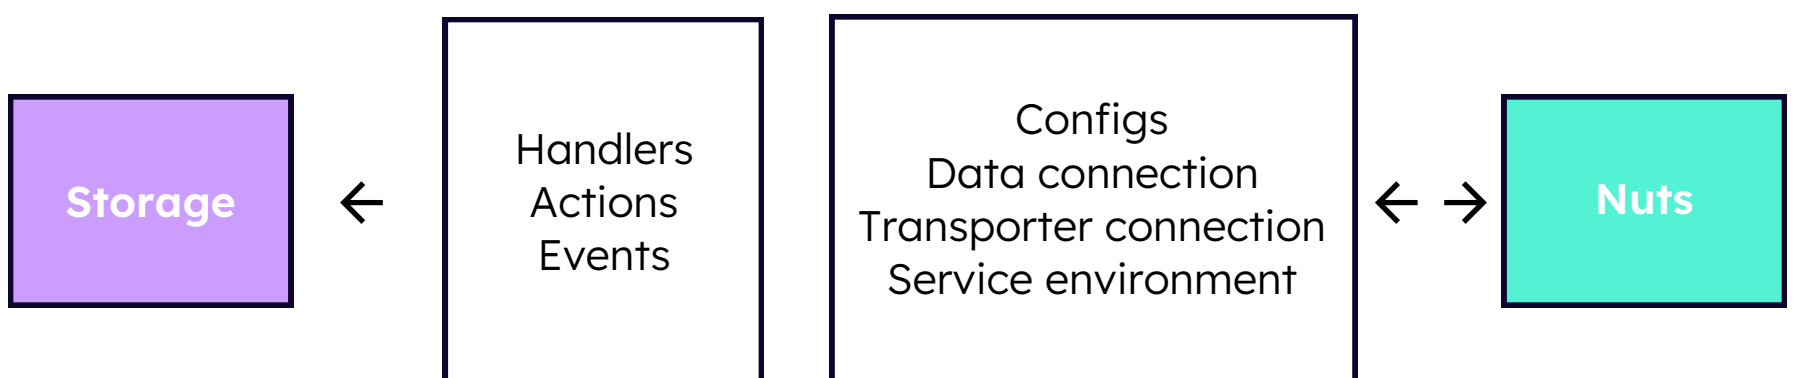 Storage
Handlers
Actions
Events
Configs
Data connection
Transporter connection
Service environment
Nuts